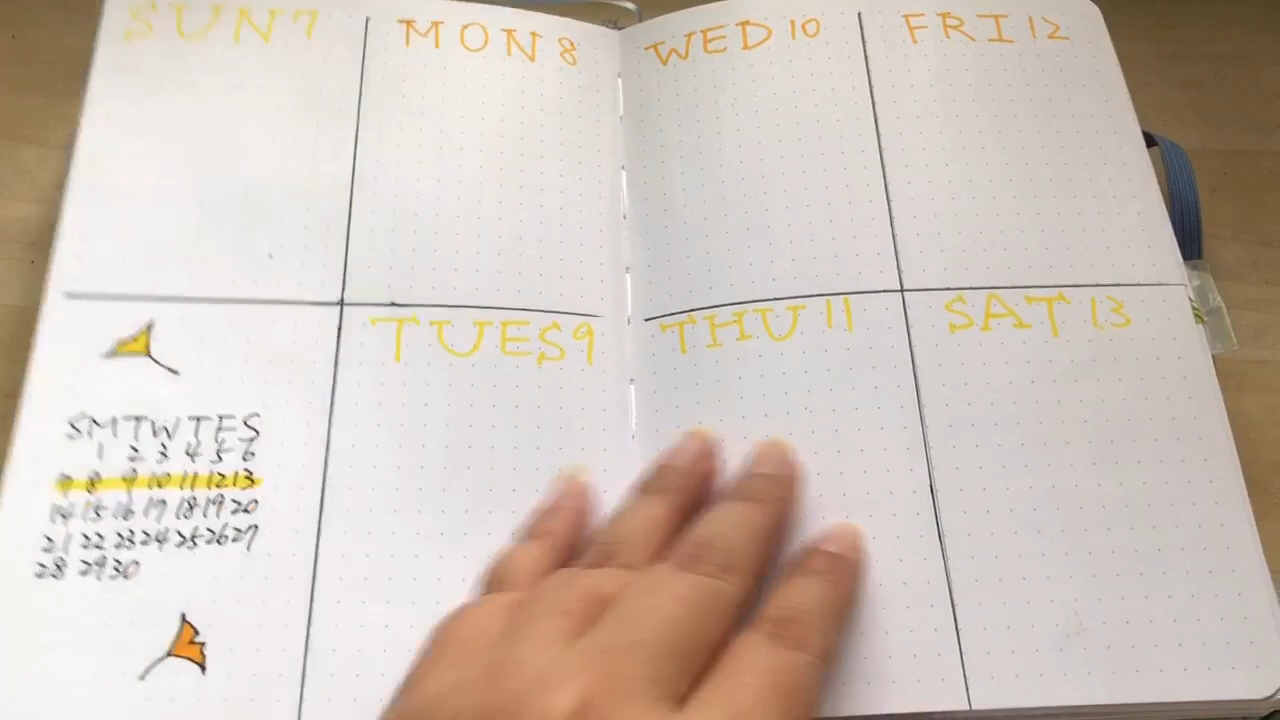 SUN 7
MON 8
WED 10
FRI 12
TUES 9
THU 11
SAT 13
SMTWTFS
1 2 3 4 5 6
7 8 9 10 11 12 13
14 15 16 17 18 19 20
21 22 23 24 25 26 27
28 29 30